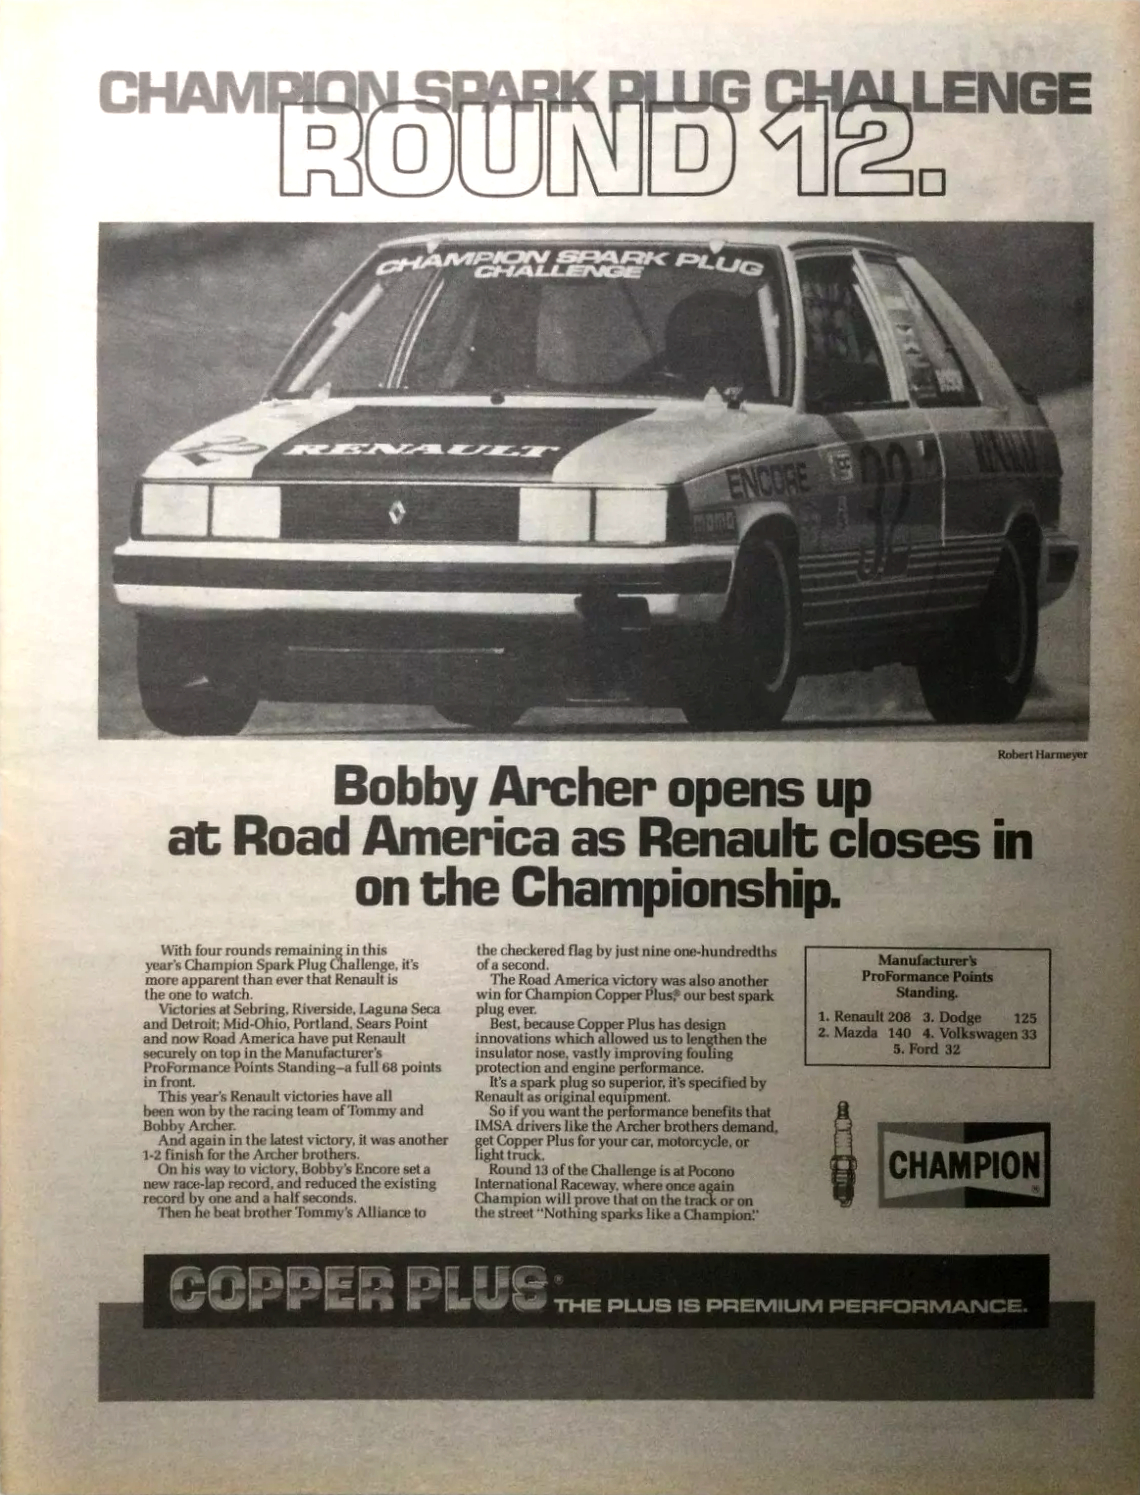 CHAMPION SPARK PLUG CHALLENGE
ROUND 12.
CHAMPION SPARK PLUG
CHALLENGE
32
RENAULT
ENCORE
momo
32
RENAULT
Robert Harmeyer
Bobby Archer opens up
at Road America as Renault closes in
on the Championship.
With four rounds remaining in this
year's Champion Spark Plug Challenge, it's
more apparent than ever that Renault is
the one to watch.
Victories at Sebring, Riverside, Laguna Seca
and Detroit; Mid-Ohio, Portland, Sears Point
and now Road America have put Renault
securely on top in the Manufacturer's
ProFormance Points Standing–a full 68 points
in front.
This year's Renault victories have all
been won by the racing team of Tommy and
Bobby Archer.
And again in the latest victory, it was another
1-2 finish for the Archer brothers.
On his way to victory, Bobby's Encore set a
new race-lap record, and reduced the existing
record by one and a half seconds.
Then he beat brother Tommy's Alliance to
the checkered flag by just nine one-hundredths
of a second.
The Road America victory was also another
win for Champion Copper Plus,® our best spark
plug ever.
Best, because Copper Plus has design
innovations which allowed us to lengthen the
insulator nose, vastly improving fouling
protection and engine performance.
It's a spark plug so superior, it's specified by
Renault as original equipment.
So if you want the performance benefits that
IMSA drivers like the Archer brothers demand,
get Copper Plus for your car, motorcycle, or
light truck.
Round 13 of the Challenge is at Pocono
International Raceway, where once again
Champion will prove that on the track or on
the street "Nothing sparks like a Champion."
Manufacturer's
ProFormance Points
Standing.
1. Renault 208 3. Dodge 125
2. Mazda 140 4. Volkswagen 33
5. Ford 32
CHAMPION
®
COPPER PLUS® THE PLUS IS PREMIUM PERFORMANCE.